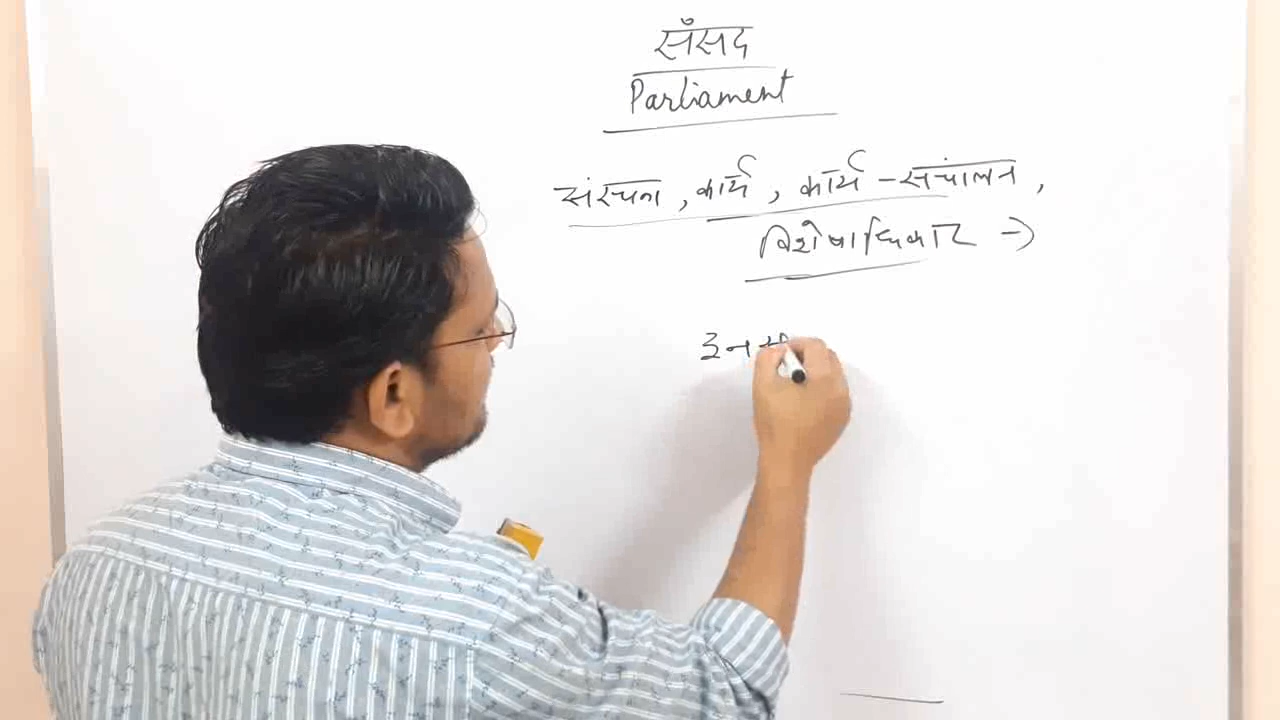 संसद
Parliament
संरचना, कार्य, कार्य - संचालन,
विशेषाधिकार →